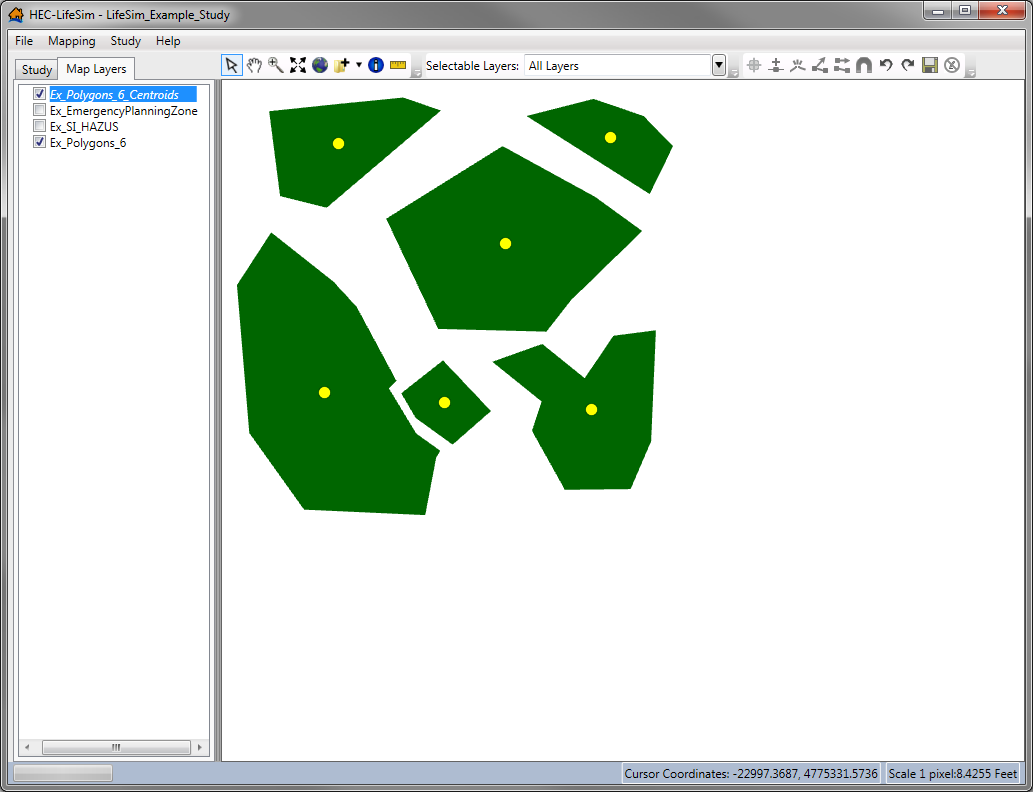 HEC-LifeSim - LifeSim_Example_Study
File Mapping Study Help
Study Map Layers Selectable Layers: All Layers
Ex_Polygons_6_Centroids
Ex_EmergencyPlanningZone
Ex_SI_HAZUS
Ex_Polygons_6
Cursor Coordinates: -22997.3687, 4775331.5736 Scale 1 pixel:8.4255 Feet